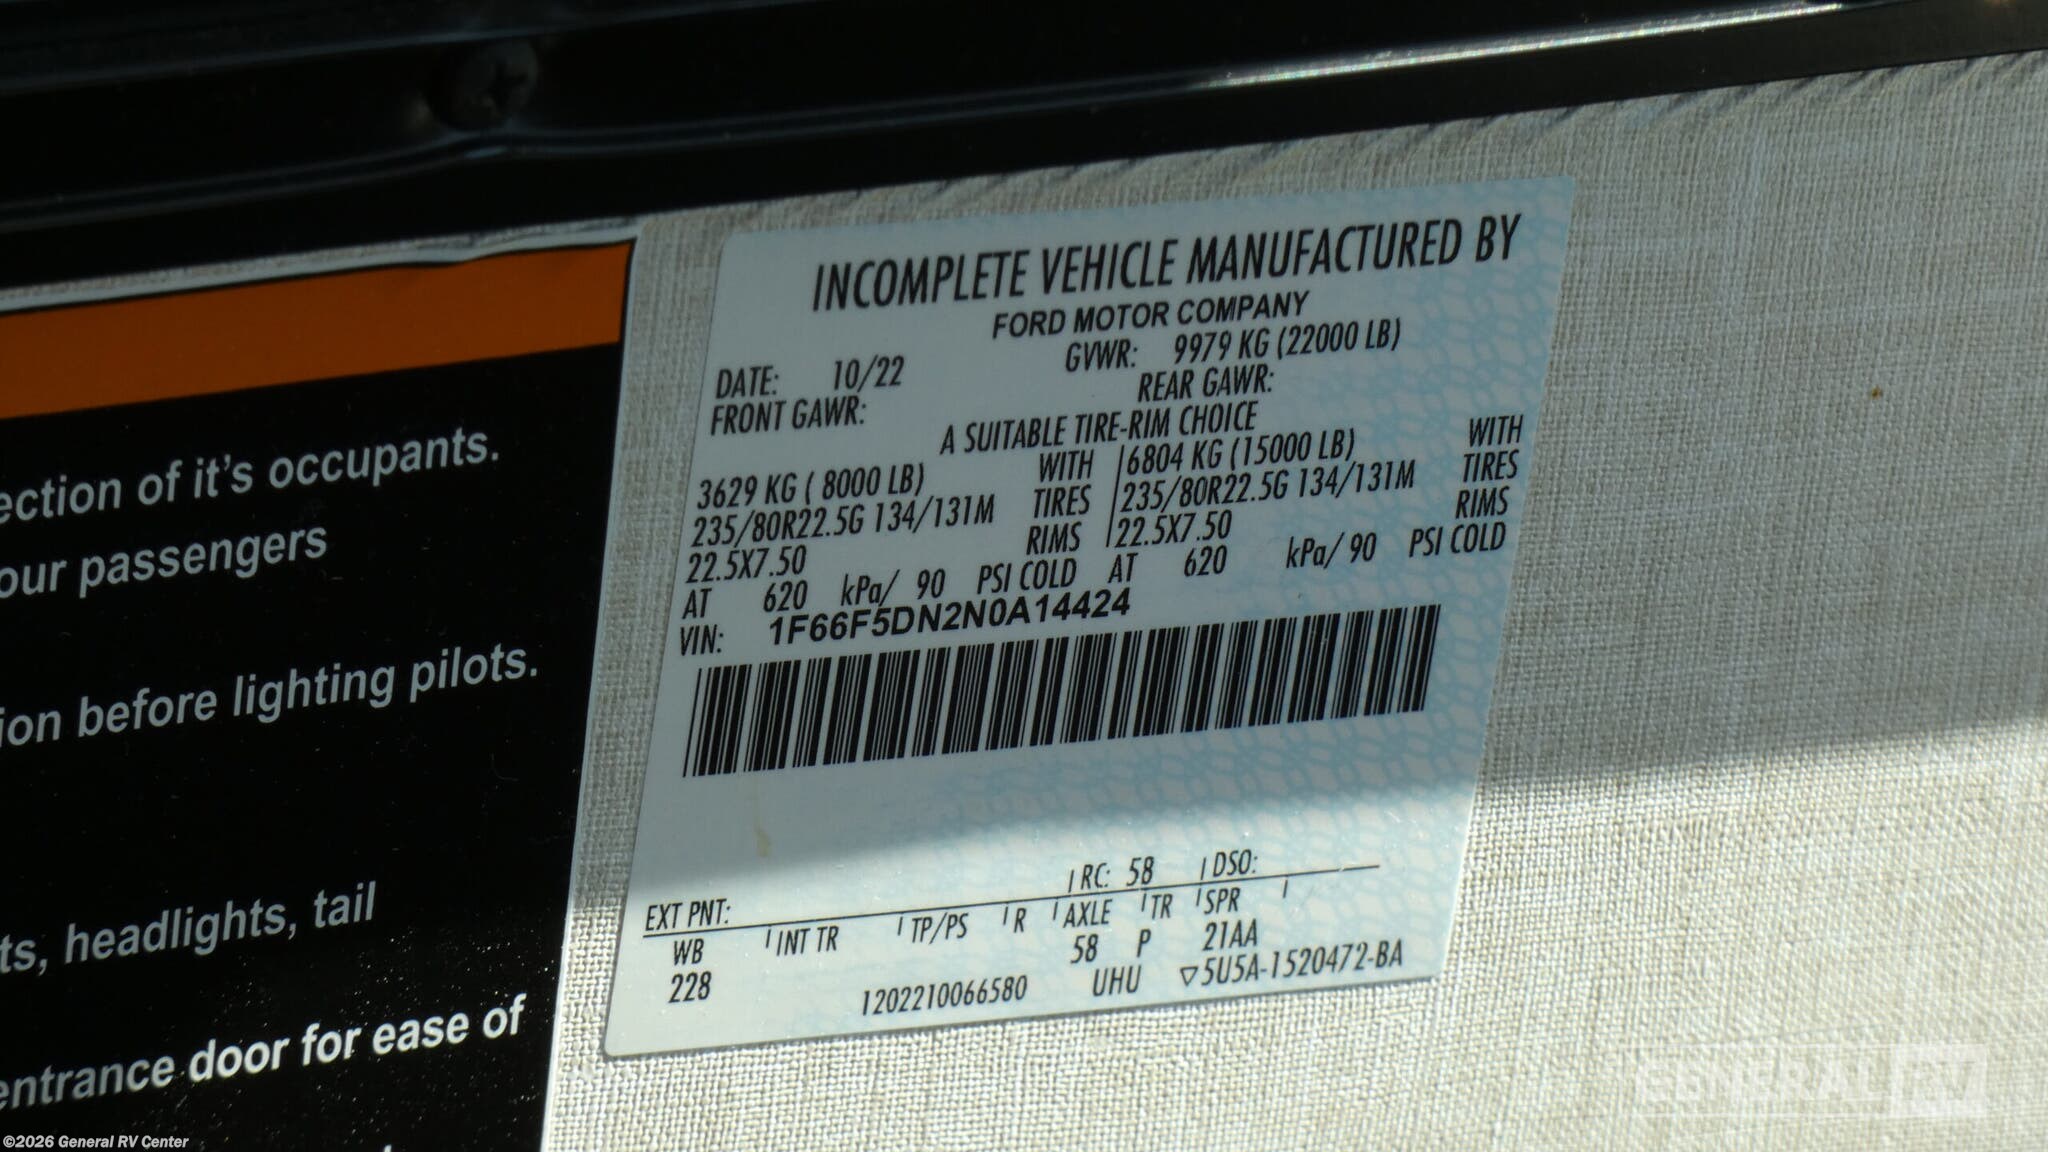 INCOMPLETE VEHICLE MANUFACTURED BY
FORD MOTOR COMPANY
DATE: 10/22 GVWR: 9979 KG (22000 LB)
FRONT GAWR: REAR GAWR:
A SUITABLE TIRE-RIM CHOICE
3629 KG ( 8000 LB) WITH 6804 KG (15000 LB) WITH
235/80R22.5G 134/131M TIRES 235/80R22.5G 134/131M TIRES
22.5X7.50 RIMS 22.5X7.50 RIMS
AT 620 kPa/ 90 PSI COLD AT 620 kPa/ 90 PSI COLD
VIN: 1F66F5DN2N0A14424
EXT PNT: RC: 58 DSO:
WB INT TR TP/PS R AXLE TR SPR
228 58 P 21AA
1202210066580 UHU ▽5U5A-1520472-BA
ection of it's occupants.
our passengers
ion before lighting pilots.
ts, headlights, tail
entrance door for ease of
GENERAL RV
©2026 General RV Center